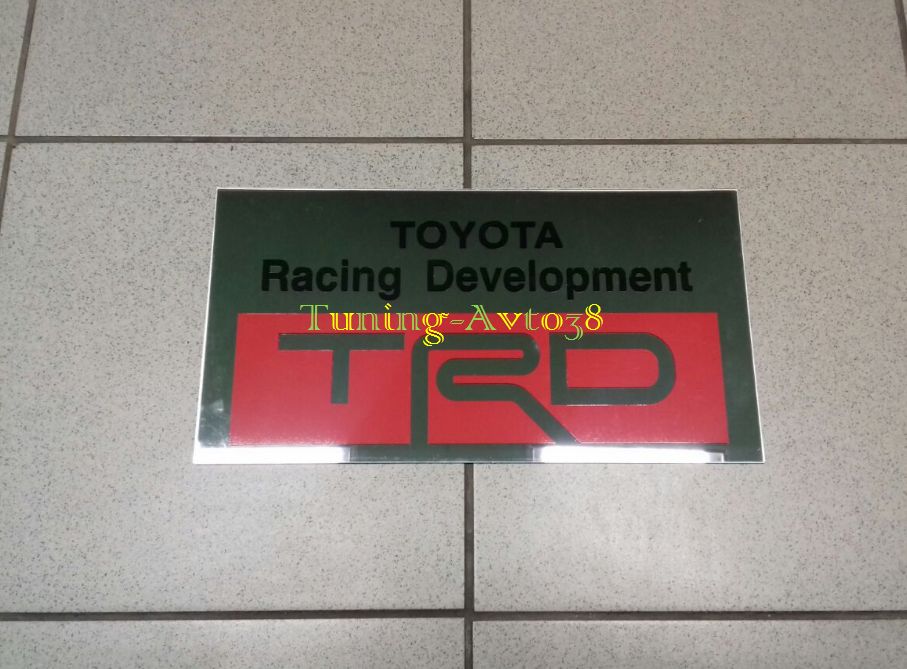 TOYOTA
Racing Development
Tuning-Avto38
TRD